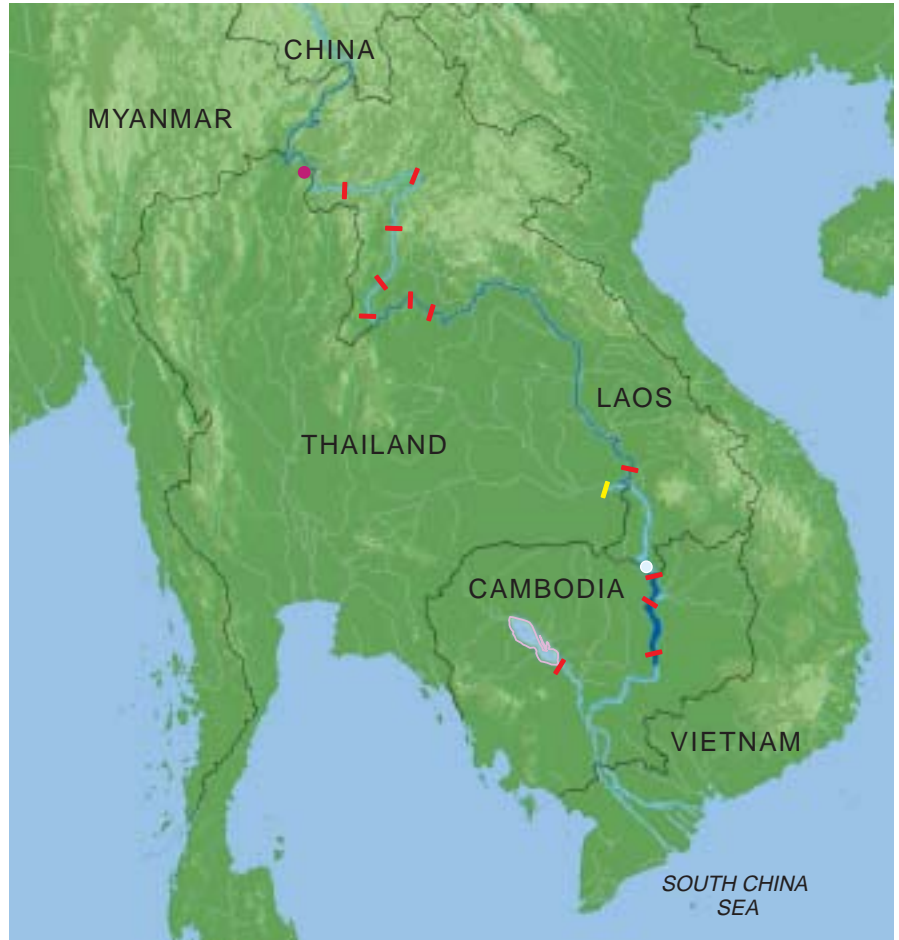 CHINA
MYANMAR
LAOS
THAILAND
CAMBODIA
VIETNAM
SOUTH CHINA
SEA